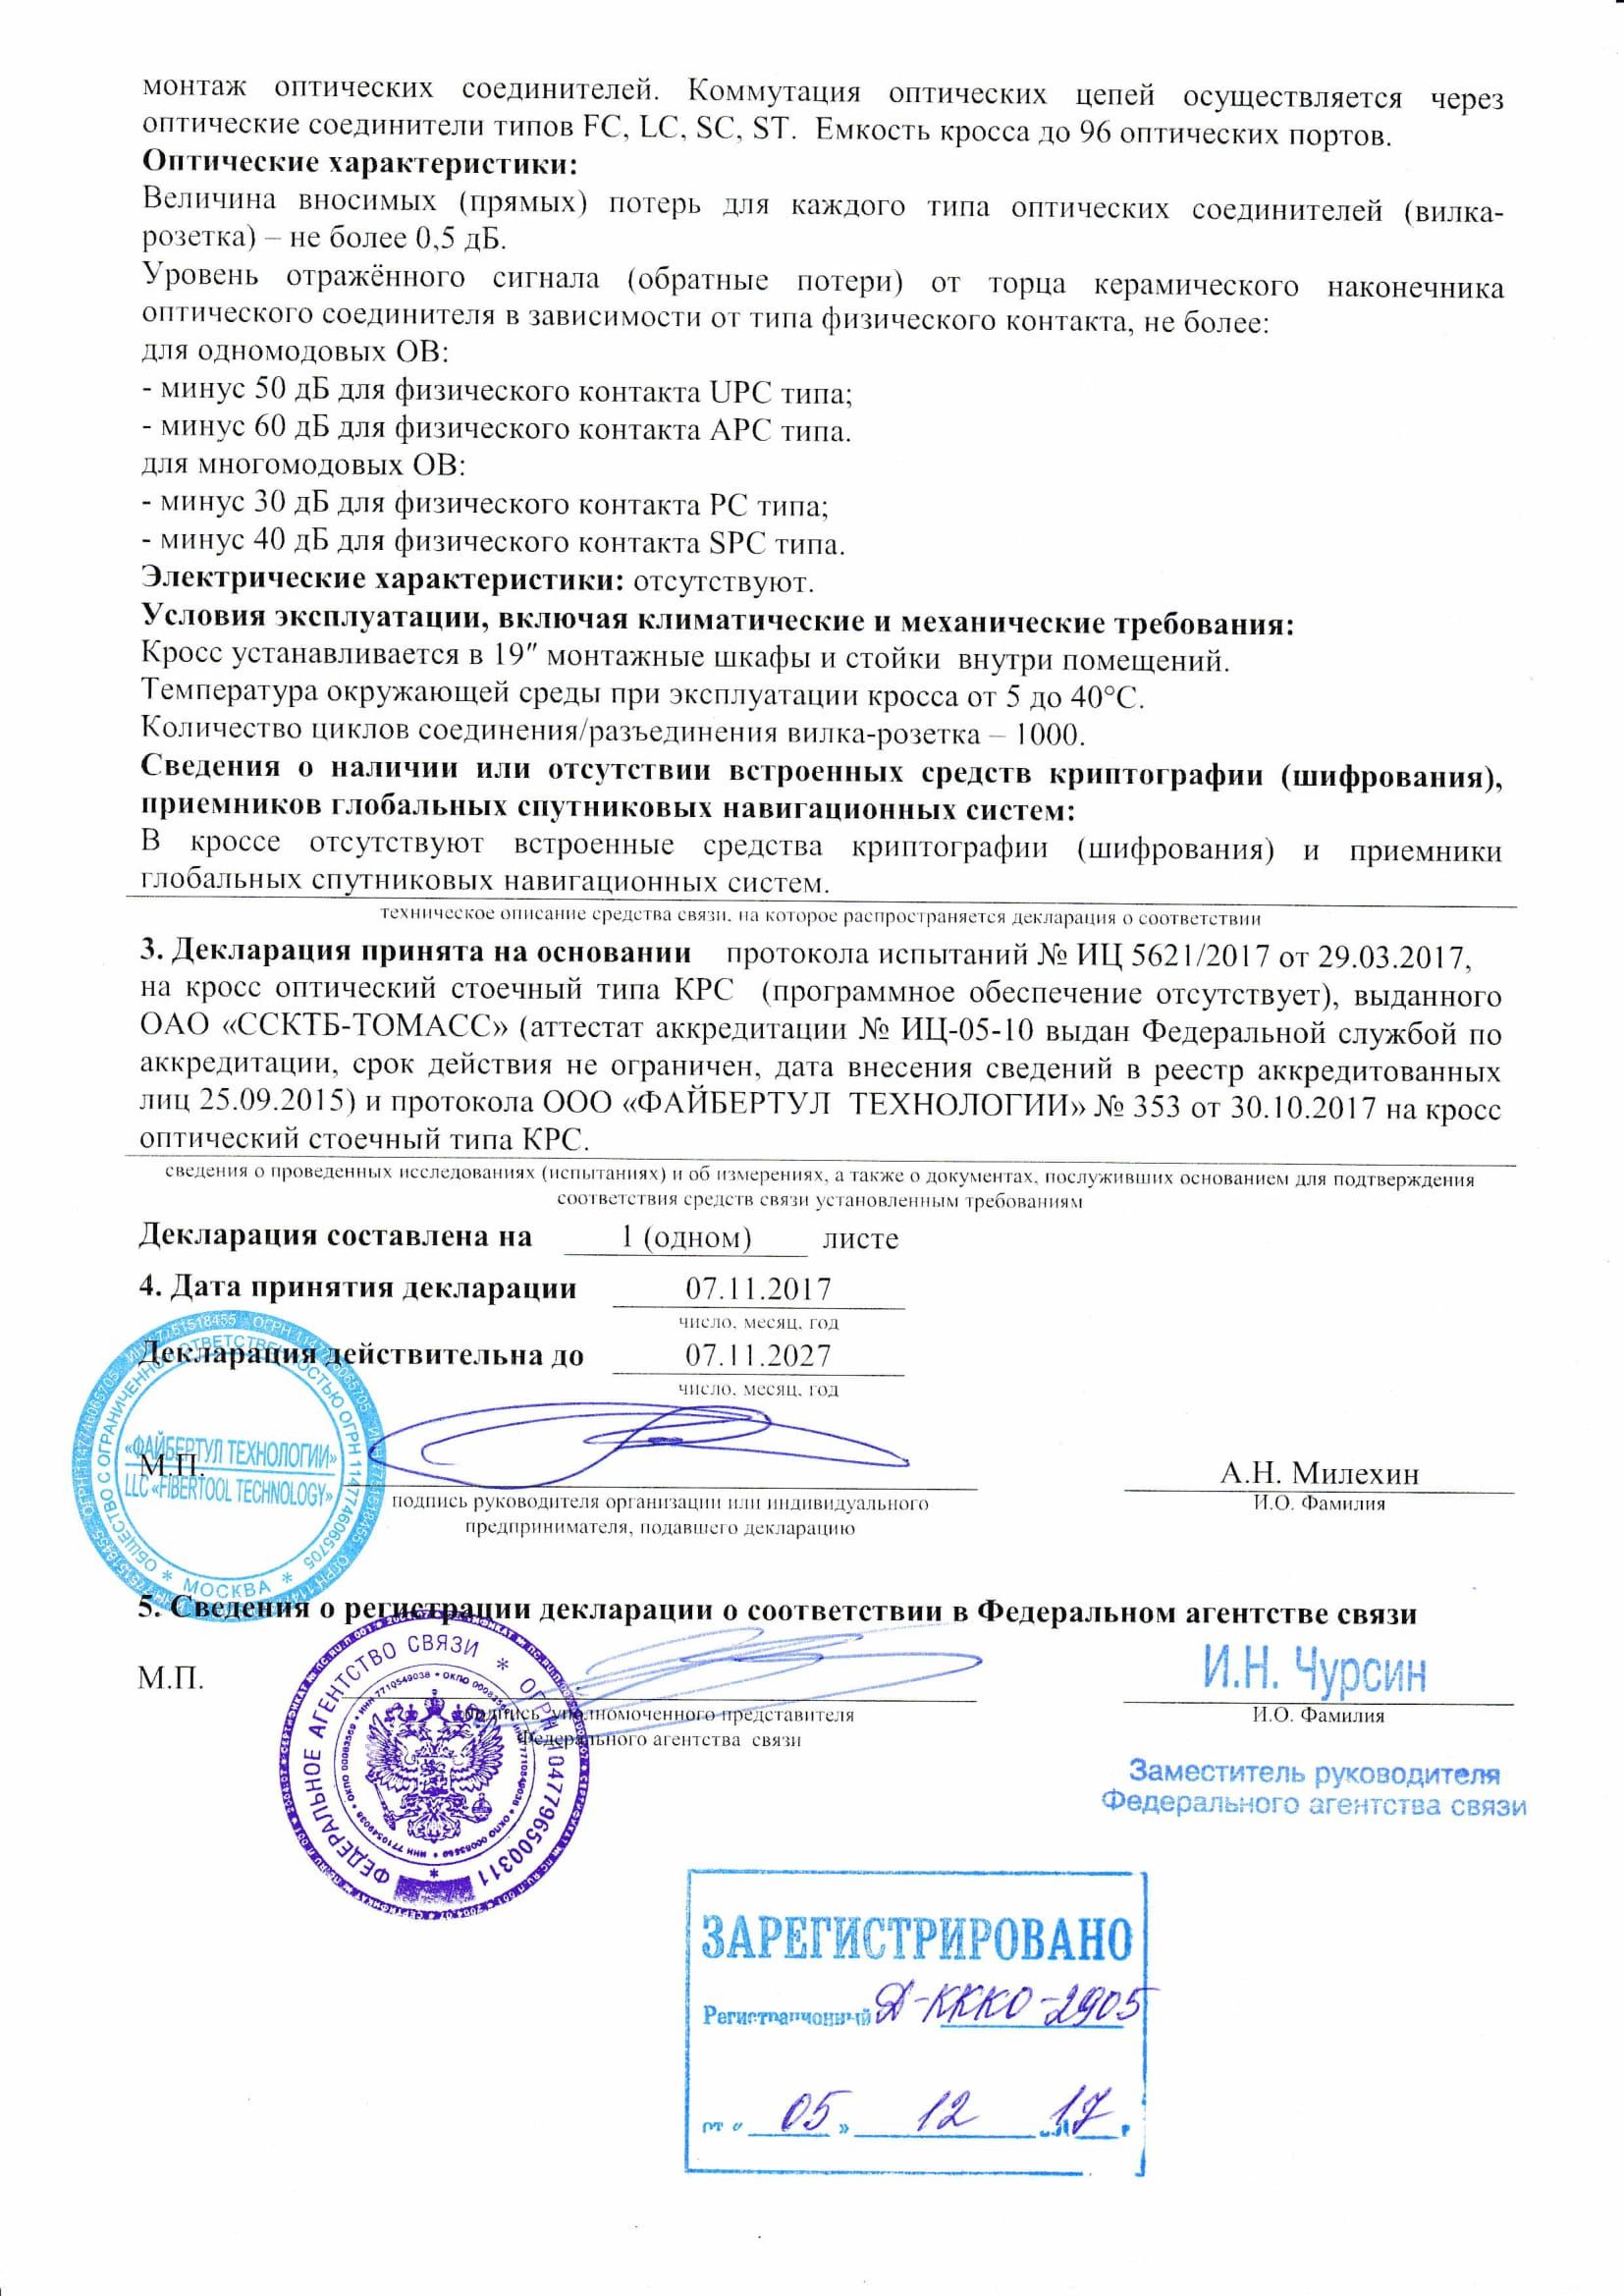 монтаж оптических соединителей. Коммутация оптических цепей осуществляется через
оптические соединители типов FC, LC, SC, ST. Емкость кросса до 96 оптических портов.
Оптические характеристики:
Величина вносимых (прямых) потерь для каждого типа оптических соединителей (вилка-
розетка) – не более 0,5 дБ.
Уровень отражённого сигнала (обратные потери) от торца керамического наконечника
оптического соединителя в зависимости от типа физического контакта, не более:
для одномодовых ОВ:
- минус 50 дБ для физического контакта UPC типа;
- минус 60 дБ для физического контакта APC типа.
для многомодовых ОВ:
- минус 30 дБ для физического контакта PC типа;
- минус 40 дБ для физического контакта SPC типа.
Электрические характеристики: отсутствуют.
Условия эксплуатации, включая климатические и механические требования:
Кросс устанавливается в 19″ монтажные шкафы и стойки внутри помещений.
Температура окружающей среды при эксплуатации кросса от 5 до 40°С.
Количество циклов соединения/разъединения вилка-розетка – 1000.
Сведения о наличии или отсутствии встроенных средств криптографии (шифрования),
приемников глобальных спутниковых навигационных систем:
В кроссе отсутствуют встроенные средства криптографии (шифрования) и приемники
глобальных спутниковых навигационных систем.
техническое описание средства связи, на которое распространяется декларация о соответствии
3. Декларация принята на основании протокола испытаний № ИЦ 5621/2017 от 29.03.2017,
на кросс оптический стоечный типа КРС (программное обеспечение отсутствует), выданного
ОАО «ССКТБ-ТОМАСС» (аттестат аккредитации № ИЦ-05-10 выдан Федеральной службой по
аккредитации, срок действия не ограничен, дата внесения сведений в реестр аккредитованных
лиц 25.09.2015) и протокола ООО «ФАЙБЕРТУЛ ТЕХНОЛОГИИ» № 353 от 30.10.2017 на кросс
оптический стоечный типа КРС.
сведения о проведенных исследованиях (испытаниях) и об измерениях, а также о документах, послуживших основанием для подтверждения
соответствия средств связи установленным требованиям
Декларация составлена на 1 (одном) листе
4. Дата принятия декларации 07.11.2017
число, месяц, год
Декларация действительна до 07.11.2027
число, месяц, год
ОБЩЕСТВО С ОГРАНИЧЕННОЙ ОТВЕТСТВЕННОСТЬЮ ОГРН 1147746065705
ИНН 7751518455 ОГРН 1147746065705
«ФАЙБЕРТУЛ ТЕХНОЛОГИИ»
LLC «FIBERTOOL TECHNOLOGY»
* МОСКВА *
М.П.
А.Н. Милехин
подпись руководителя организации или индивидуального
предпринимателя, подавшего декларацию
И.О. Фамилия
5. Сведения о регистрации декларации о соответствии в Федеральном агентстве связи
М.П.
И.Н. Чурсин
подпись уполномоченного представителя
Федерального агентства связи
И.О. Фамилия
ФЕДЕРАЛЬНОЕ АГЕНТСТВО СВЯЗИ * ОГРН 1047796500311
ИНН 7710549038
Заместитель руководителя
Федерального агентства связи
ЗАРЕГИСТРИРОВАНО
Регистрационный Д-КККО-2905
от « 05 » 12 17 г